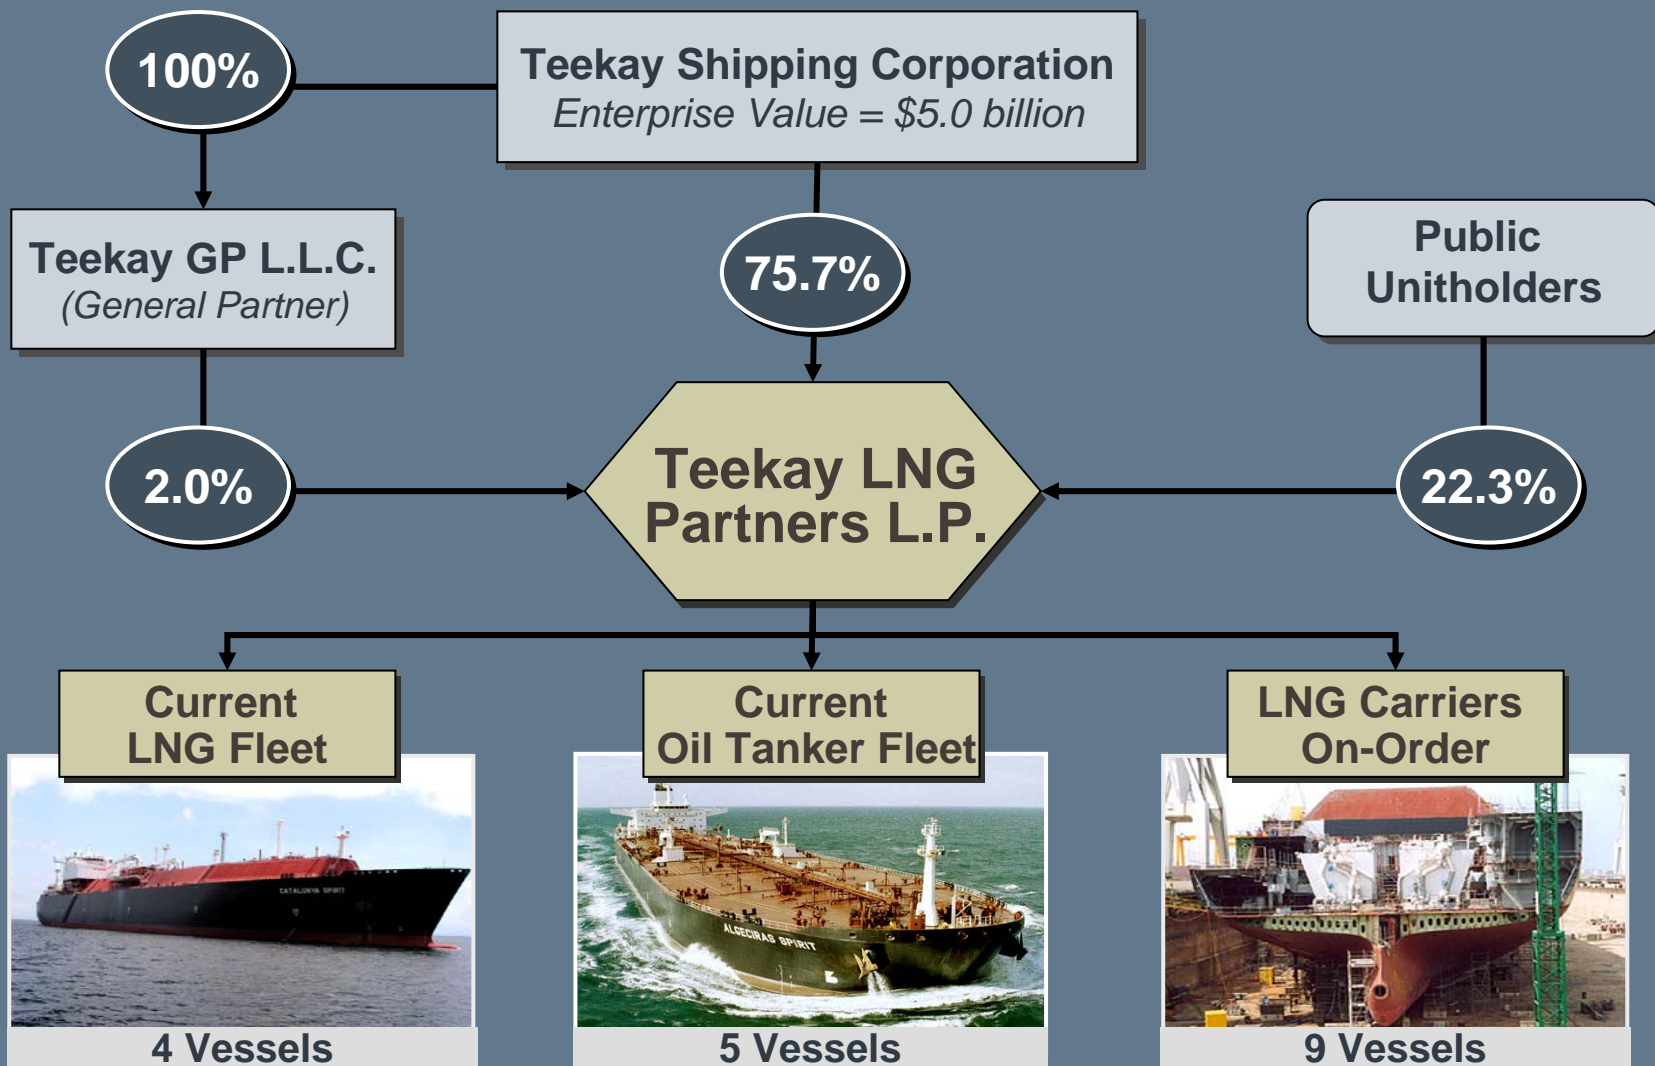 100%
Teekay Shipping Corporation
Enterprise Value = $5.0 billion
Teekay GP L.L.C.
(General Partner)
75.7%
Public
Unitholders
2.0%
Teekay LNG
Partners L.P.
22.3%
Current
LNG Fleet
Current
Oil Tanker Fleet
LNG Carriers
On-Order
CATALUNYA SPIRIT
ALGECIRAS SPIRIT
4 Vessels
5 Vessels
9 Vessels